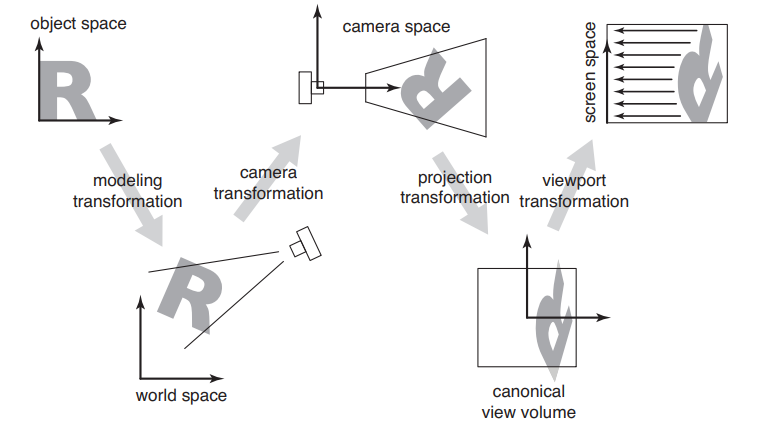 object space
R
modeling
transformation
world space
R
camera
transformation
camera space
R
projection
transformation
canonical
view volume
R
viewport
transformation
screen space
R